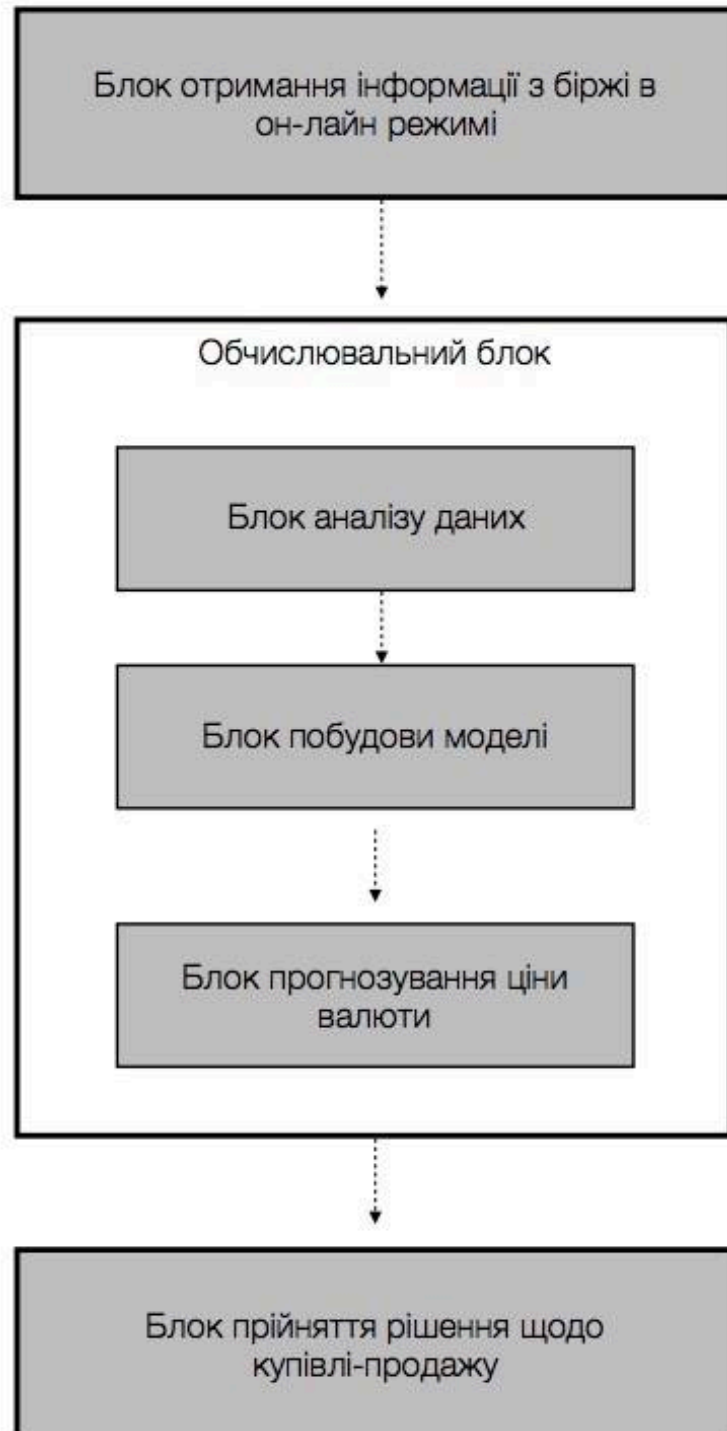 Блок отримання інформації з біржі в
он-лайн режимі
Обчислювальний блок
Блок аналізу даних
Блок побудови моделі
Блок прогнозування ціни
валюти
Блок прійняття рішення щодо
купівлі-продажу